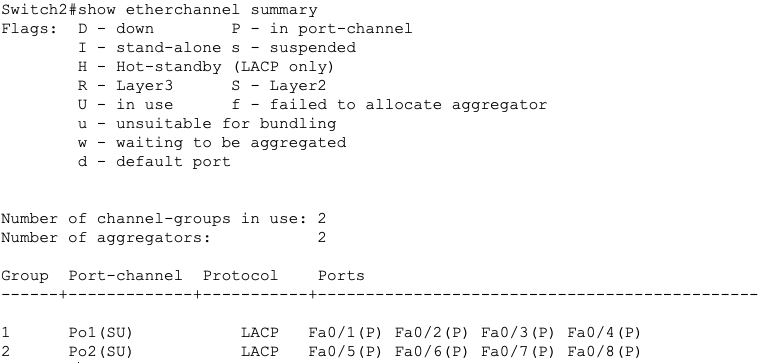 Switch2#show etherchannel summary
Flags:  D - down        P - in port-channel
        I - stand-alone s - suspended
        H - Hot-standby (LACP only)
        R - Layer3      S - Layer2
        U - in use      f - failed to allocate aggregator
        u - unsuitable for bundling
        w - waiting to be aggregated
        d - default port
Number of channel-groups in use: 2
Number of aggregators:           2
Group  Port-channel  Protocol    Ports
------+-------------+-----------+-----------------------------------------------
1      Po1(SU)           LACP   Fa0/1(P) Fa0/2(P) Fa0/3(P) Fa0/4(P)
2      Po2(SU)           LACP   Fa0/5(P) Fa0/6(P) Fa0/7(P) Fa0/8(P)